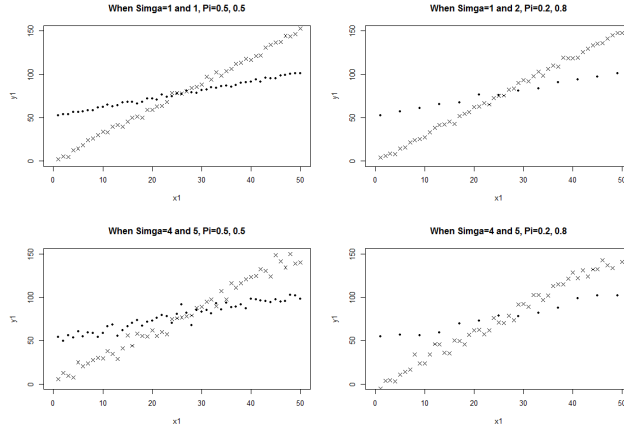 When Simga=1 and 1, Pi=0.5, 0.5
y1
0 50 100 150
0 10 20 30 40 50
x1
When Simga=1 and 2, Pi=0.2, 0.8
y1
0 50 100 150
0 10 20 30 40 50
x1
When Simga=4 and 5, Pi=0.5, 0.5
y1
0 50 100 150
0 10 20 30 40 50
x1
When Simga=4 and 5, Pi=0.2, 0.8
y1
0 50 100 150
0 10 20 30 40 50
x1